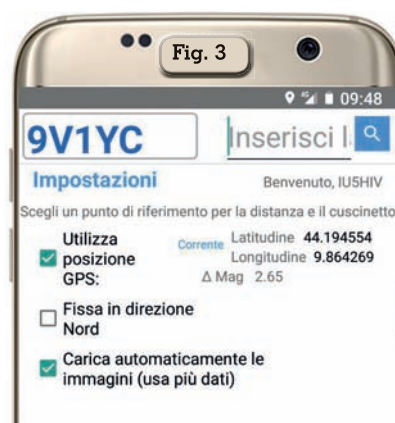 Fig. 3
4G 09:48
9V1YC Inserisci l
Impostazioni Benvenuto, IU5HIV
Scegli un punto di riferimento per la distanza e il cuscinetto
Utilizza posizione GPS:
Corrente Latitudine 44.194554
Longitudine 9.864269
Δ Mag 2.65
Fissa in direzione
Nord
Carica automaticamente le
immagini (usa più dati)